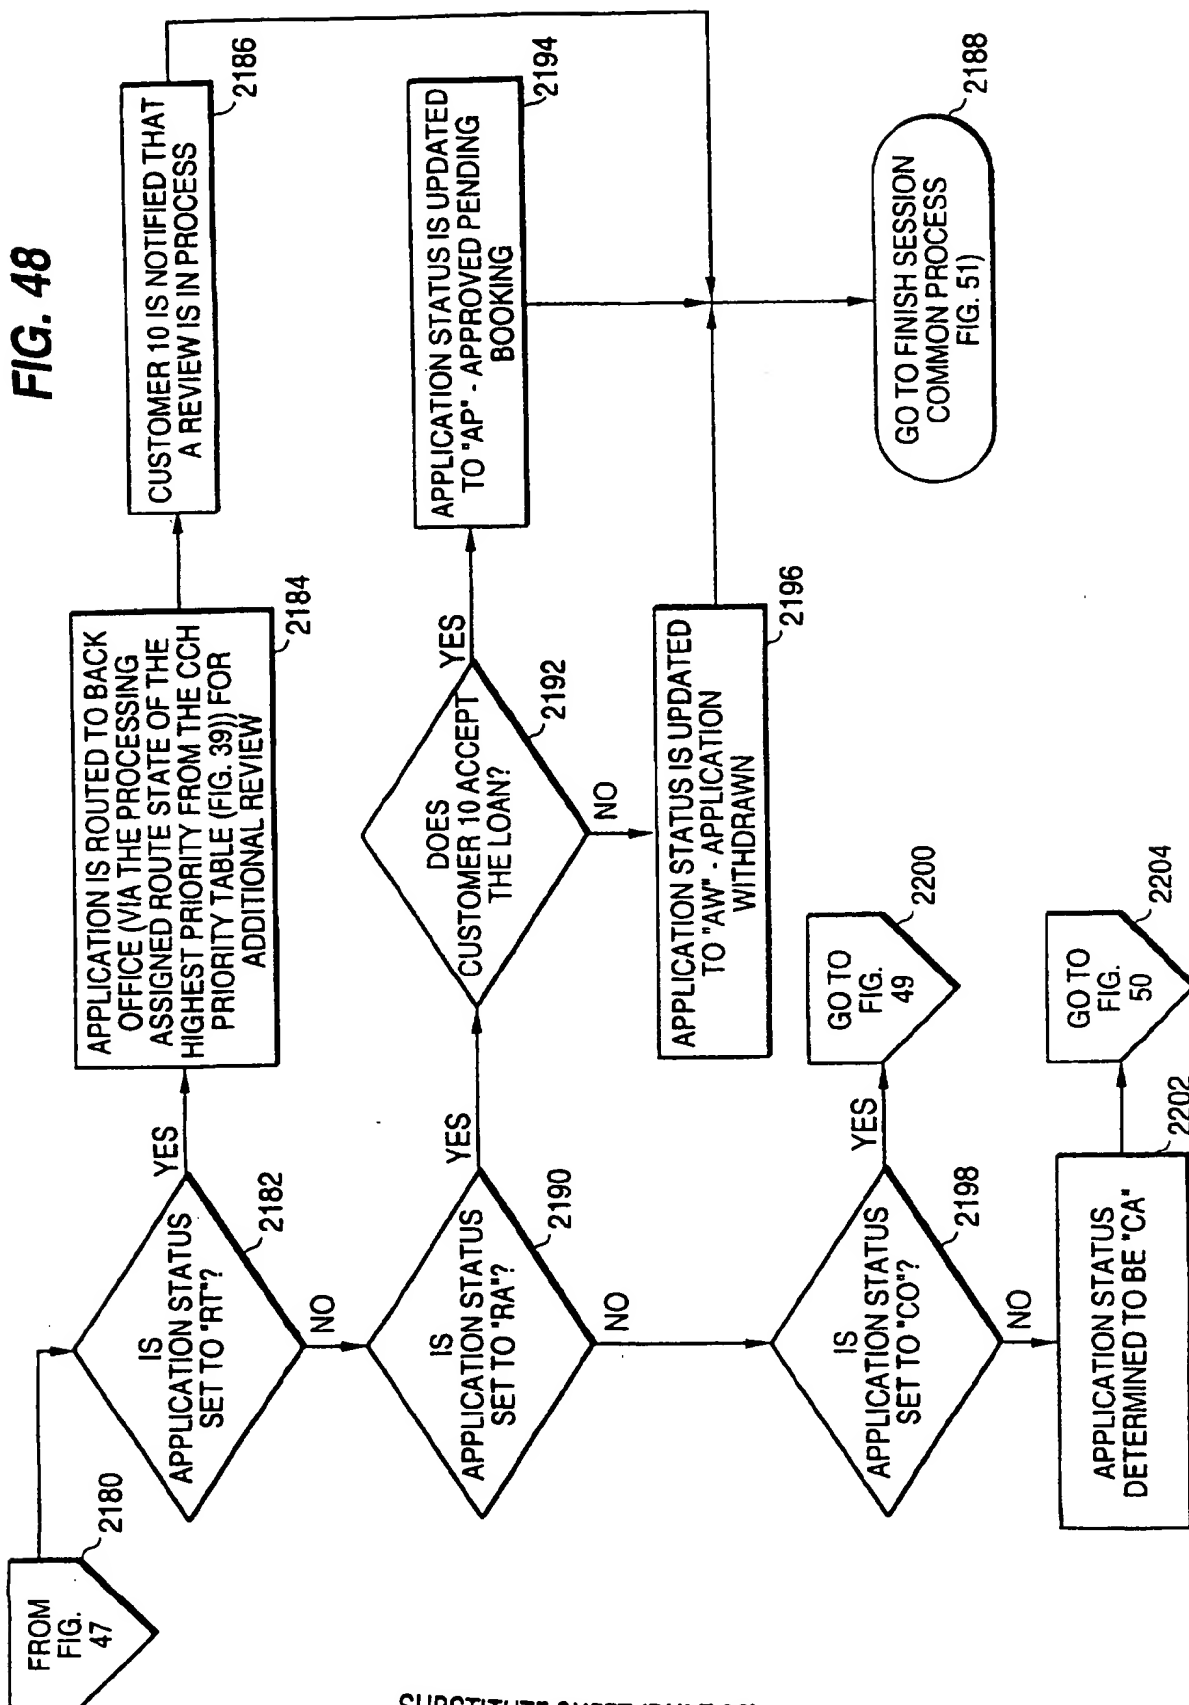 FIG. 48
FROM
FIG.
47
2180
IS
APPLICATION STATUS
SET TO "RT"?
2182
YES
NO
APPLICATION IS ROUTED TO BACK
OFFICE (VIA THE PROCESSING
ASSIGNED ROUTE STATE OF THE
HIGHEST PRIORITY FROM THE CCH
PRIORITY TABLE (FIG. 39)) FOR
ADDITIONAL REVIEW
2184
CUSTOMER 10 IS NOTIFIED THAT
A REVIEW IS IN PROCESS
2186
IS
APPLICATION STATUS
SET TO "RA"?
2190
YES
NO
DOES
CUSTOMER 10 ACCEPT
THE LOAN?
2192
YES
NO
APPLICATION STATUS IS UPDATED
TO "AP" - APPROVED PENDING
BOOKING
2194
APPLICATION STATUS IS UPDATED
TO "AW" - APPLICATION
WITHDRAWN
2196
GO TO FINISH SESSION
COMMON PROCESS
FIG. 51)
2188
IS
APPLICATION STATUS
SET TO "CO"?
2198
YES
NO
GO TO
FIG.
49
2200
APPLICATION STATUS
DETERMINED TO BE "CA"
2202
GO TO
FIG.
50
2204